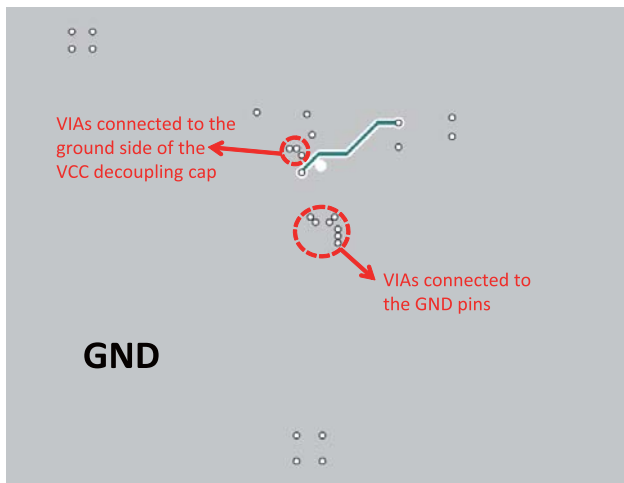 VIAs connected to the
ground side of the
VCC decoupling cap
VIAs connected to
the GND pins
GND